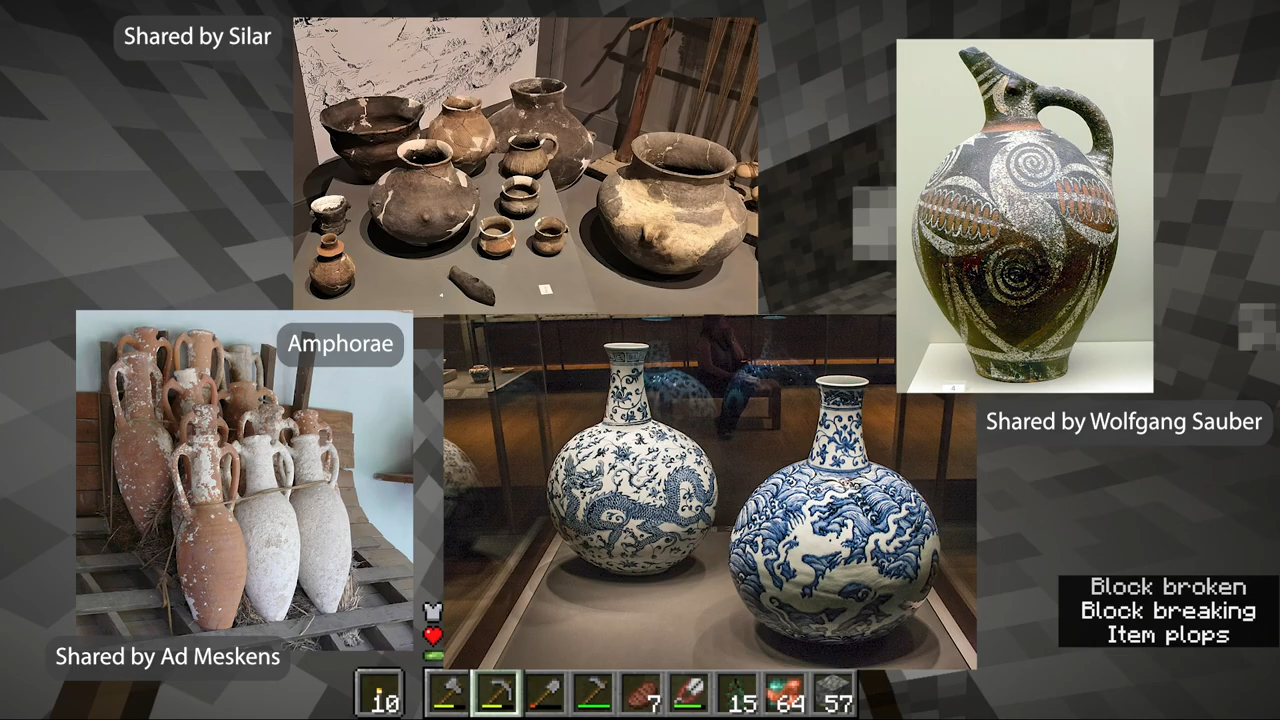 Shared by Silar
Amphorae
Shared by Wolfgang Sauber
Shared by Ad Meskens
Block broken
Block breaking
Item plops
10
7
15
64
57